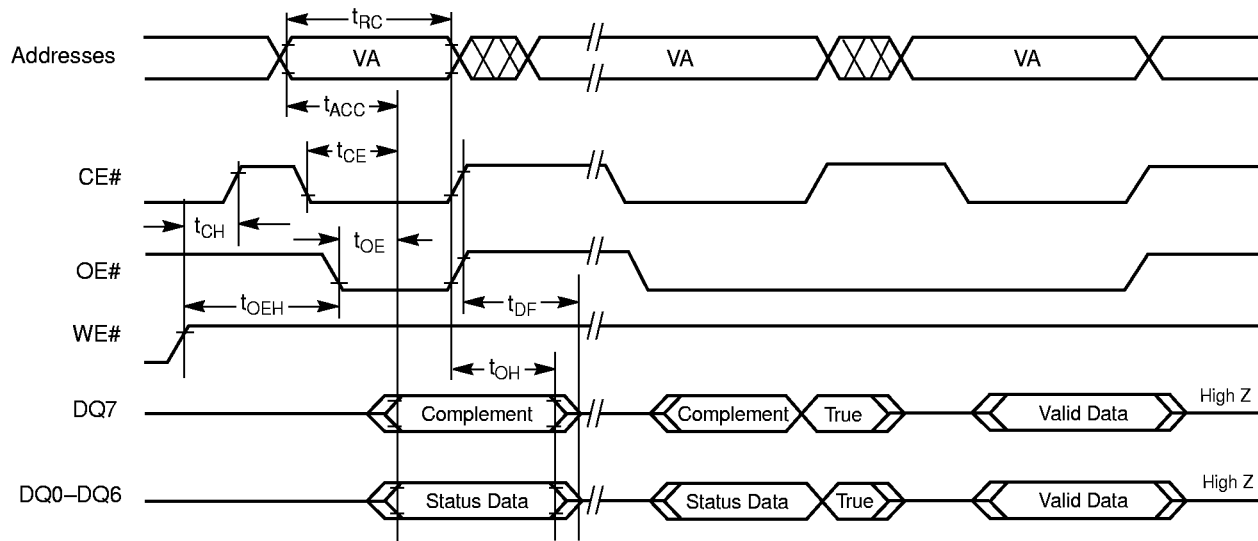 tRC
Addresses VA VA VA
tACC
tCE
CE#
tCH
tOE
OE#
tOEH tDF
WE#
tOH
DQ7 Complement Complement True Valid Data High Z
DQ0–DQ6 Status Data Status Data True Valid Data High Z